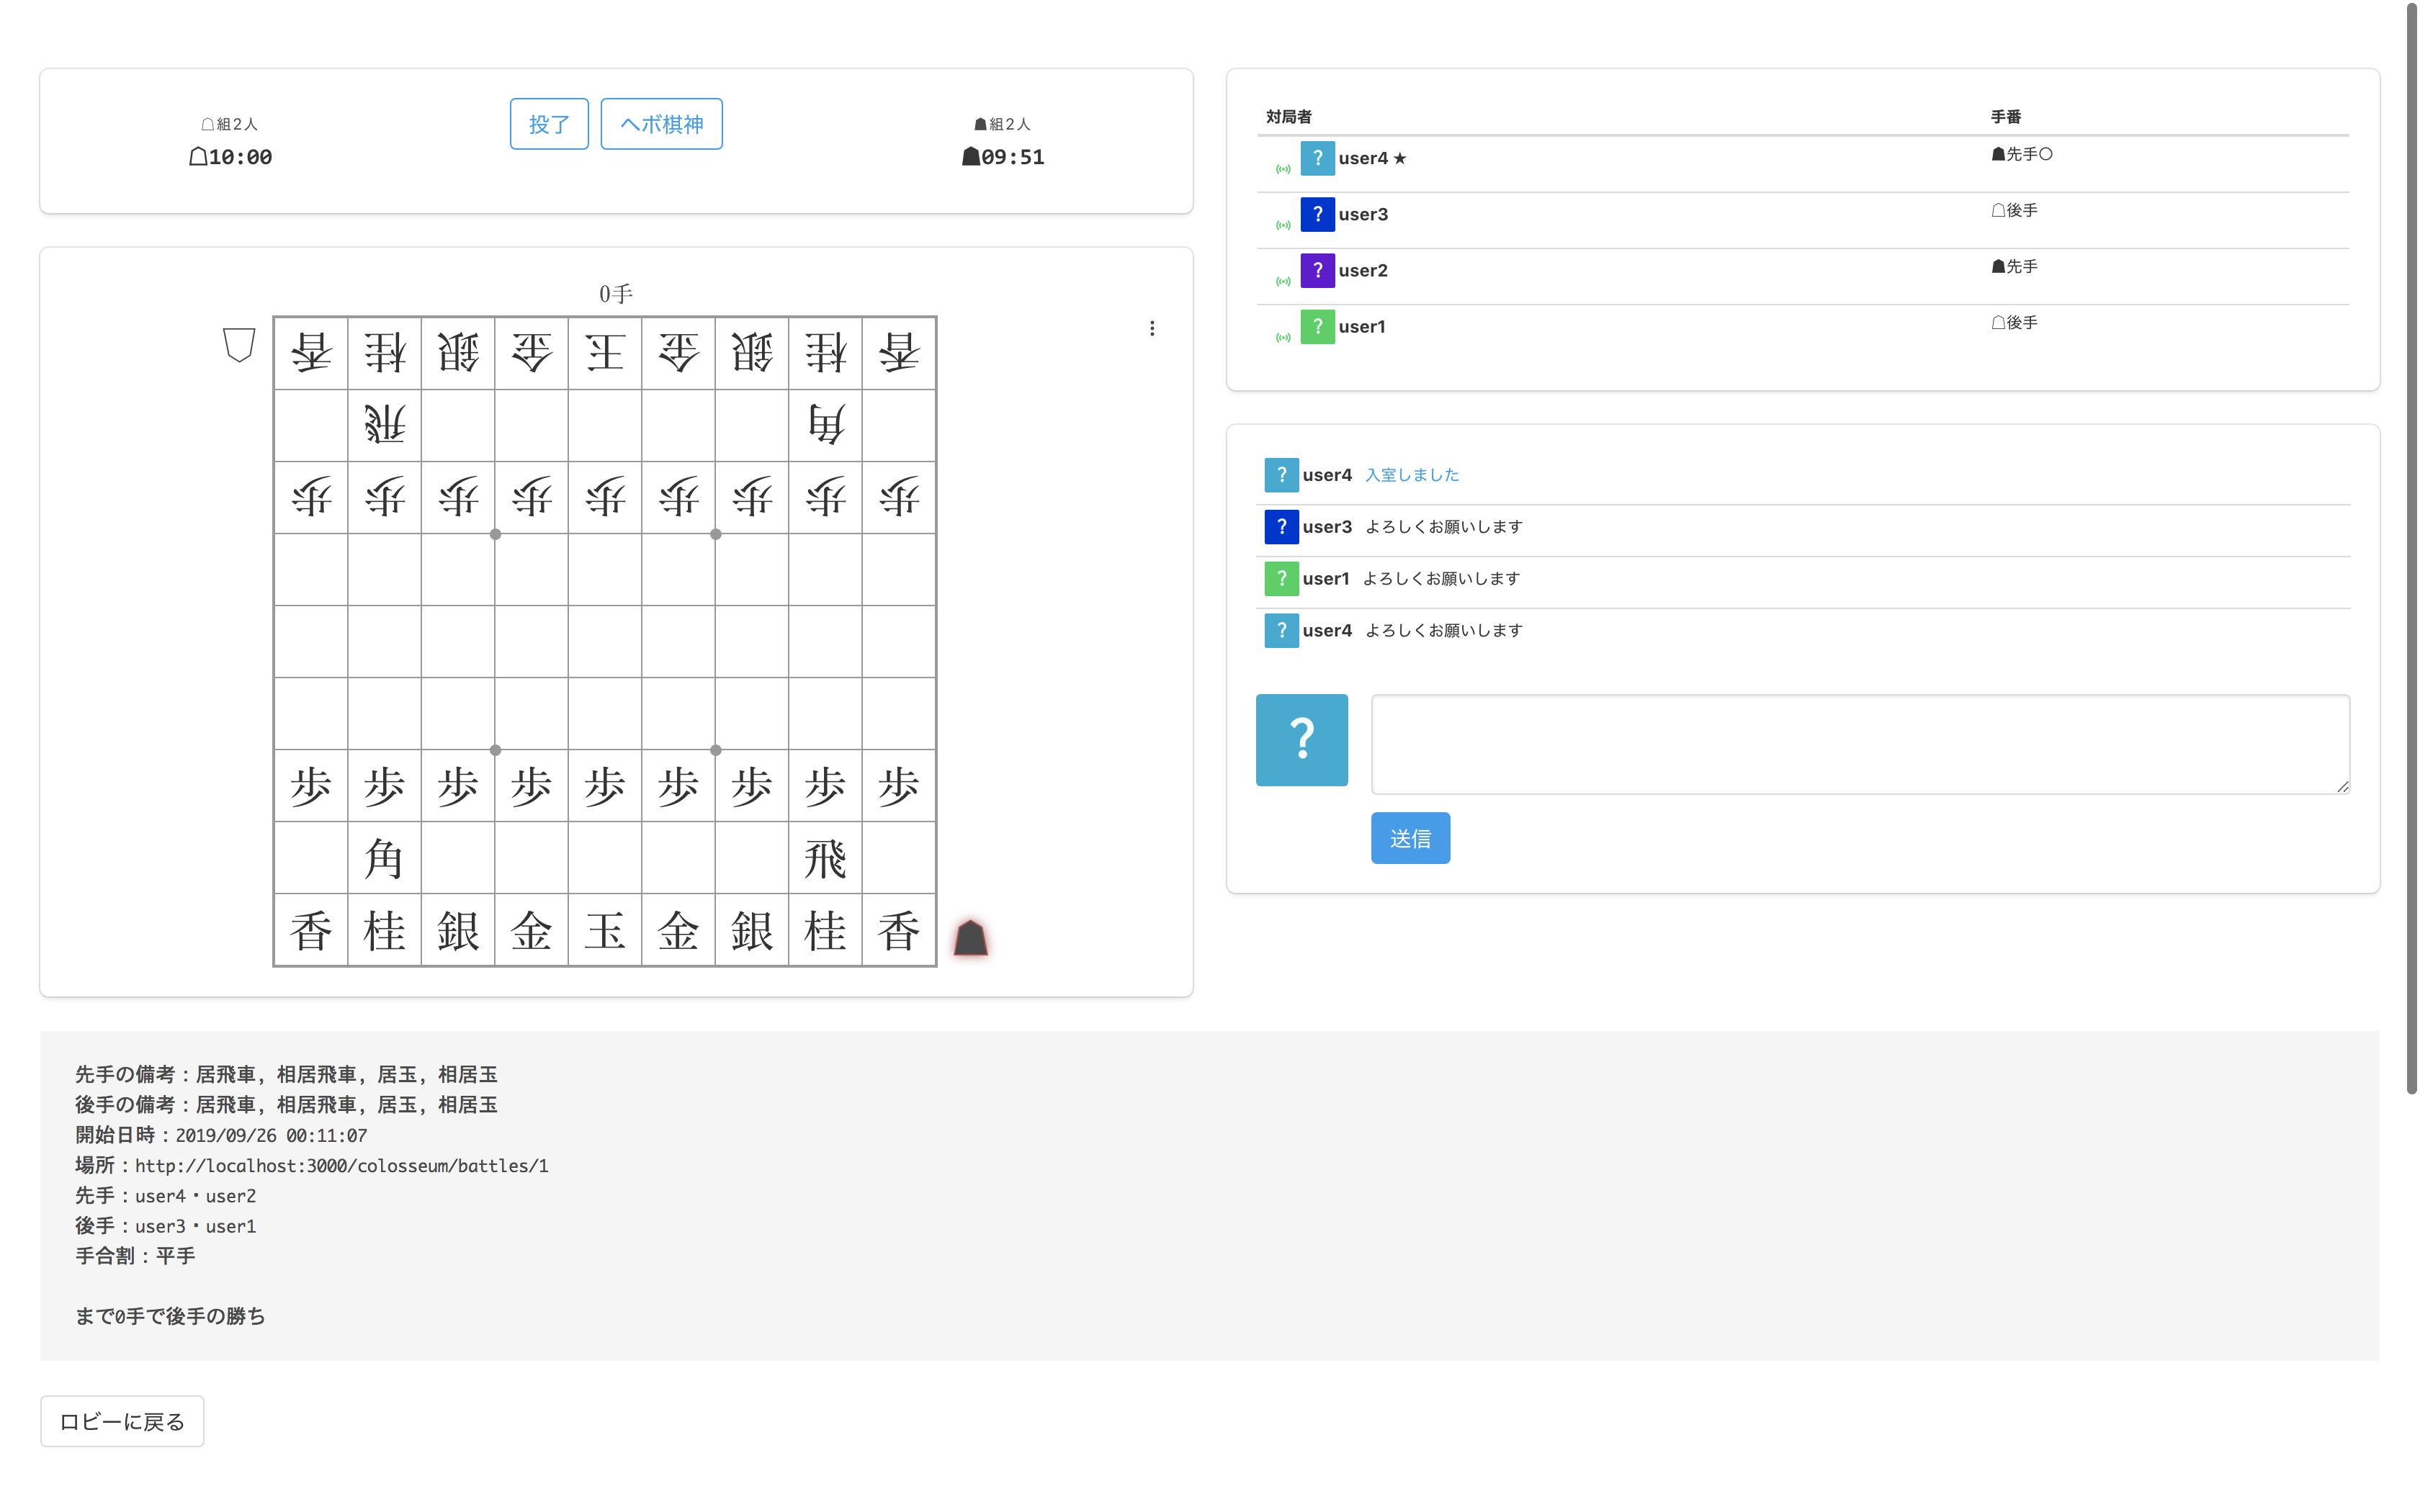 ☖組2人
☖10:00
投了
ヘボ棋神
☗組2人
☗09:51
0手
香桂銀金王金銀桂香
飛角
歩歩歩歩歩歩歩歩歩
歩歩歩歩歩歩歩歩歩
角飛
香桂銀金玉金銀桂香
対局者 手番
? user4 ★ ☗先手○
? user3 ☖後手
? user2 ☗先手
? user1 ☖後手
? user4 入室しました
? user3 よろしくお願いします
? user1 よろしくお願いします
? user4 よろしくお願いします
?
送信
先手の備考：居飛車, 相居飛車, 居玉, 相居玉
後手の備考：居飛車, 相居飛車, 居玉, 相居玉
開始日時：2019/09/26 00:11:07
場所：http://localhost:3000/colosseum/battles/1
先手：user4・user2
後手：user3・user1
手合割：平手
まで0手で後手の勝ち
ロビーに戻る